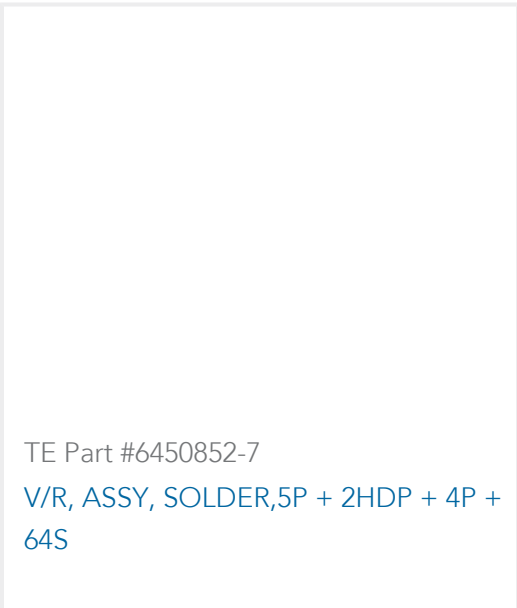 TE Part #6450852-7
V/R, ASSY, SOLDER,5P + 2HDP + 4P +
64S